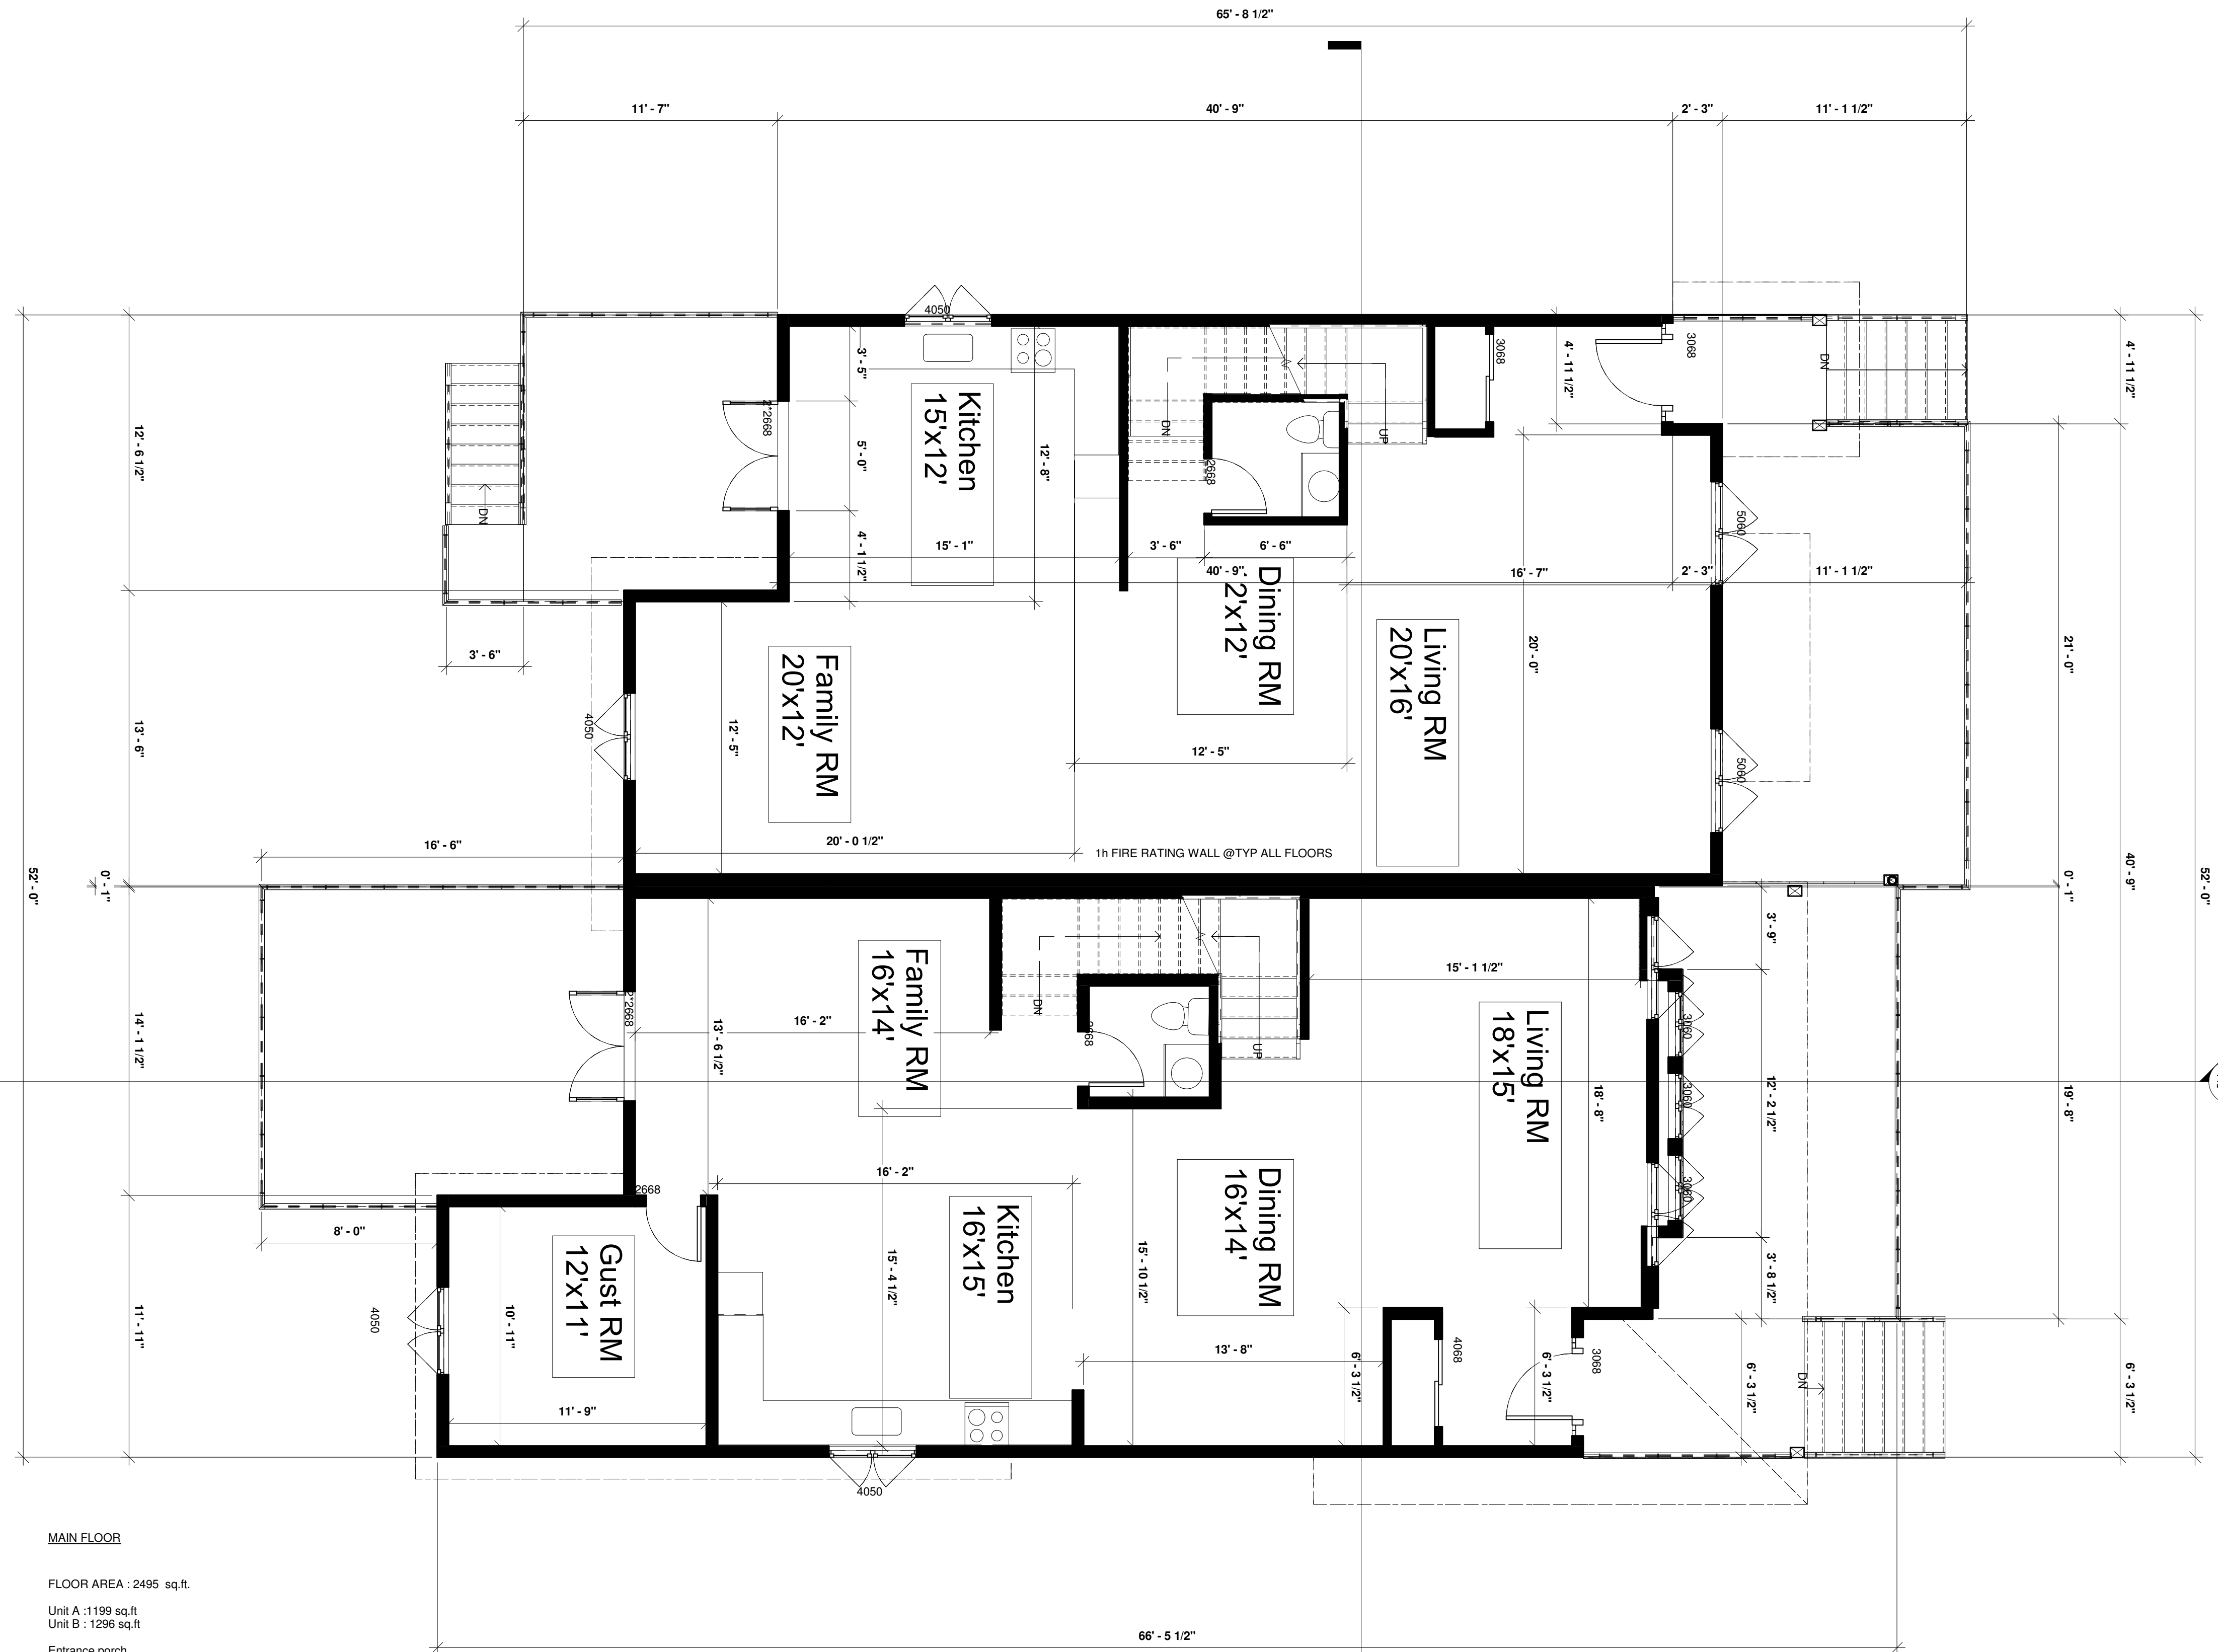 65' - 8 1/2"
11' - 7"
40' - 9"
2' - 3"
11' - 1 1/2"
4050
3068
3068
DN
4' - 11 1/2"
4' - 11 1/2"
3' - 5"
2*2668
Kitchen
15'x12'
12' - 8"
5' - 0"
12' - 6 1/2"
DN
DN
UP
2668
4' - 1 1/2"
15' - 1"
3' - 6"
6' - 6"
40' - 9"
16' - 7"
2' - 3"
11' - 1 1/2"
5060
Dining RM
2'x12'
Living RM
20'x16'
20' - 0"
21' - 0"
3' - 6"
Family RM
20'x12'
12' - 5"
4050
13' - 6"
12' - 5"
5060
20' - 0 1/2"
1h FIRE RATING WALL @TYP ALL FLOORS
16' - 6"
52' - 0"
0' - 1"
0' - 1"
40' - 9"
52' - 0"
3' - 9"
Family RM
16'x14'
15' - 1 1/2"
14' - 1 1/2"
2*2668
16' - 2"
13' - 6 1/2"
DN
2668
UP
Living RM
18'x15'
3060
18' - 8"
3060
12' - 2 1/2"
19' - 8"
3060
16' - 2"
2668
Kitchen
16'x15'
Dining RM
16'x14'
15' - 4 1/2"
15' - 10 1/2"
3' - 8 1/2"
8' - 0"
Gust RM
12'x11'
4050
10' - 11"
11' - 11"
13' - 8"
6' - 3 1/2"
4068
6' - 3 1/2"
3068
6' - 3 1/2"
DN
6' - 3 1/2"
11' - 9"
4050
MAIN FLOOR
FLOOR AREA : 2495 sq.ft.
Unit A :1199 sq.ft
Unit B : 1296 sq.ft
Entrance porch
66' - 5 1/2"